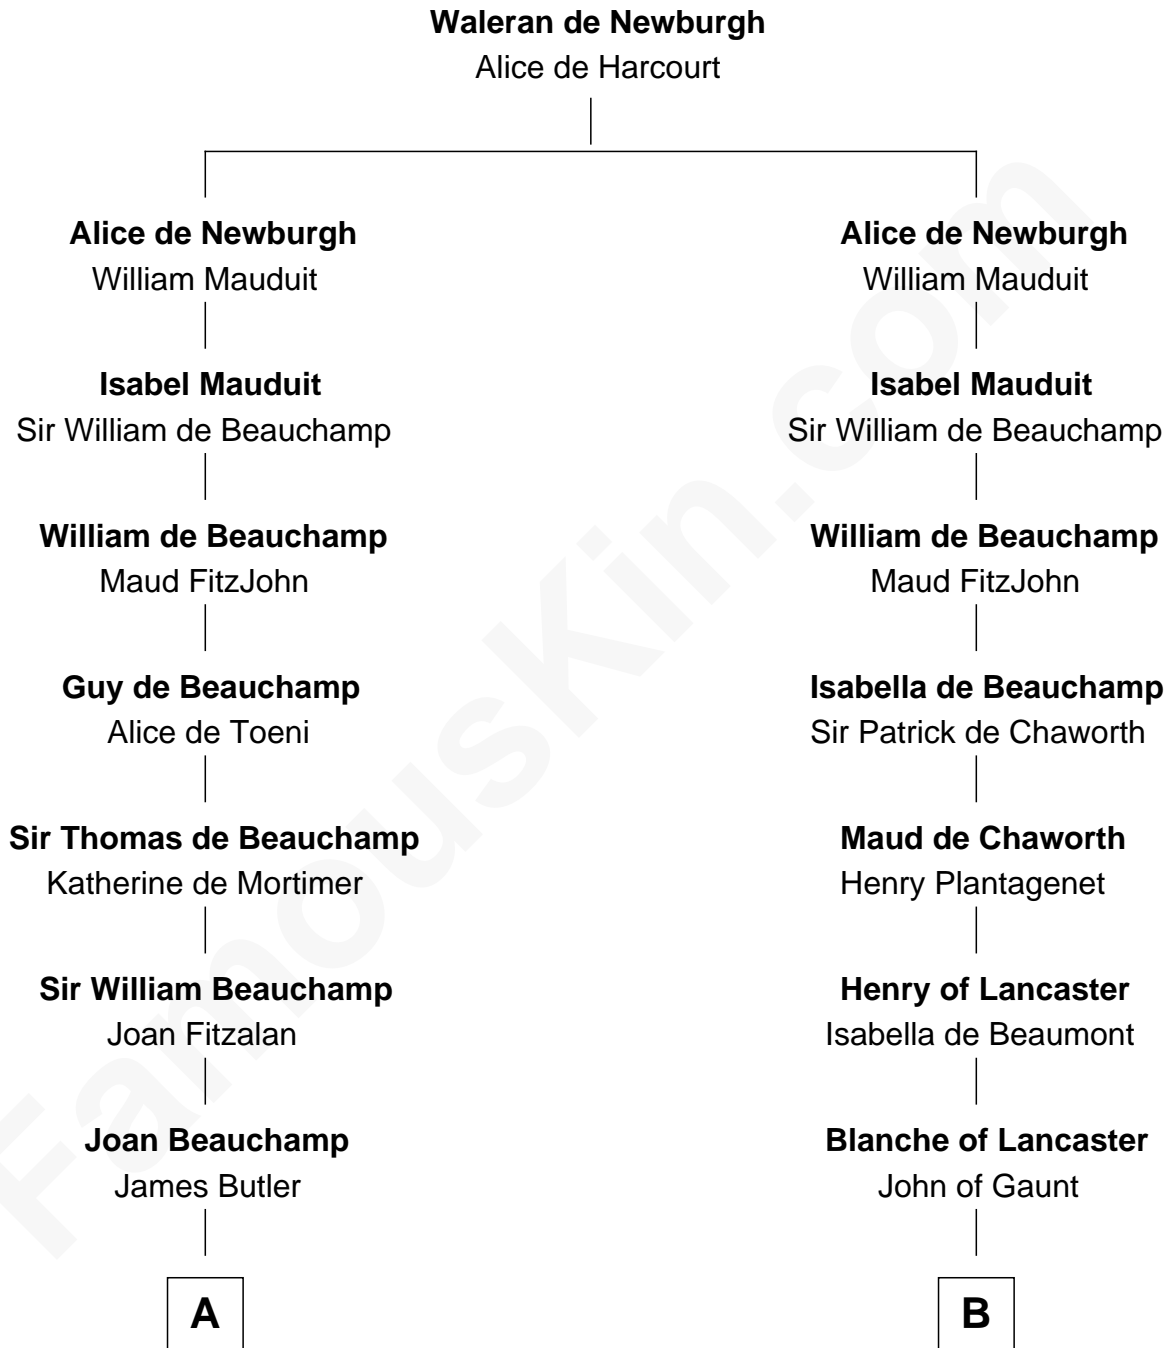 Waleran de Newburgh
Alice de Harcourt
Alice de Newburgh
William Mauduit
Alice de Newburgh
William Mauduit
Isabel Mauduit
Sir William de Beauchamp
Isabel Mauduit
Sir William de Beauchamp
William de Beauchamp
Maud FitzJohn
William de Beauchamp
Maud FitzJohn
Guy de Beauchamp
Alice de Toeni
Isabella de Beauchamp
Sir Patrick de Chaworth
Sir Thomas de Beauchamp
Katherine de Mortimer
Maud de Chaworth
Henry Plantagenet
Sir William Beauchamp
Joan Fitzalan
Henry of Lancaster
Isabella de Beaumont
Joan Beauchamp
James Butler
Blanche of Lancaster
John of Gaunt
A
B
FamousKin.com